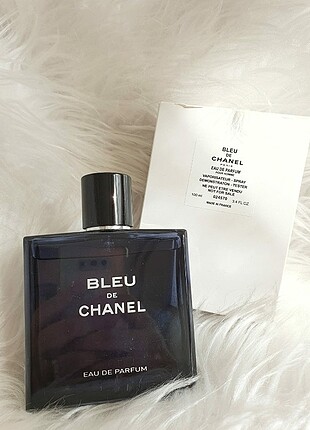 BLEU
DE
CHANEL
EAU DE PARFUM
BLEU
DE
CHANEL
PARIS
EAU DE PARFUM
POUR HOMME
VAPORISATEUR - SPRAY
DEMONSTRATION - TESTER
NE PEUT ETRE VENDU
NOT FOR SALE
100 ml 624570 3.4 FL OZ
MADE IN FRANCE